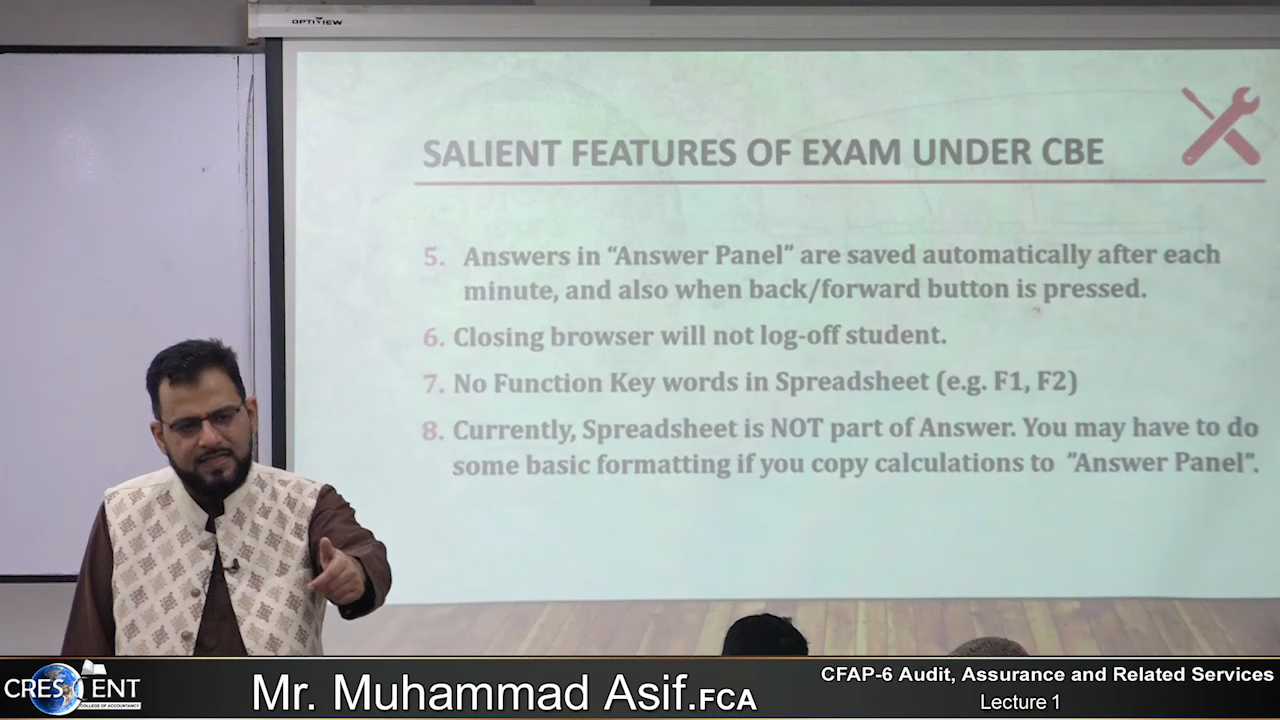 OPTIVIEW
SALIENT FEATURES OF EXAM UNDER CBE
5. Answers in “Answer Panel” are saved automatically after each
minute, and also when back/forward button is pressed.
6. Closing browser will not log-off student.
7. No Function Key words in Spreadsheet (e.g. F1, F2)
8. Currently, Spreadsheet is NOT part of Answer. You may have to do
some basic formatting if you copy calculations to ”Answer Panel”.
CRESCENT
COLLEGE OF ACCOUNTANCY
Mr. Muhammad Asif.FCA
CFAP-6 Audit, Assurance and Related Services
Lecture 1